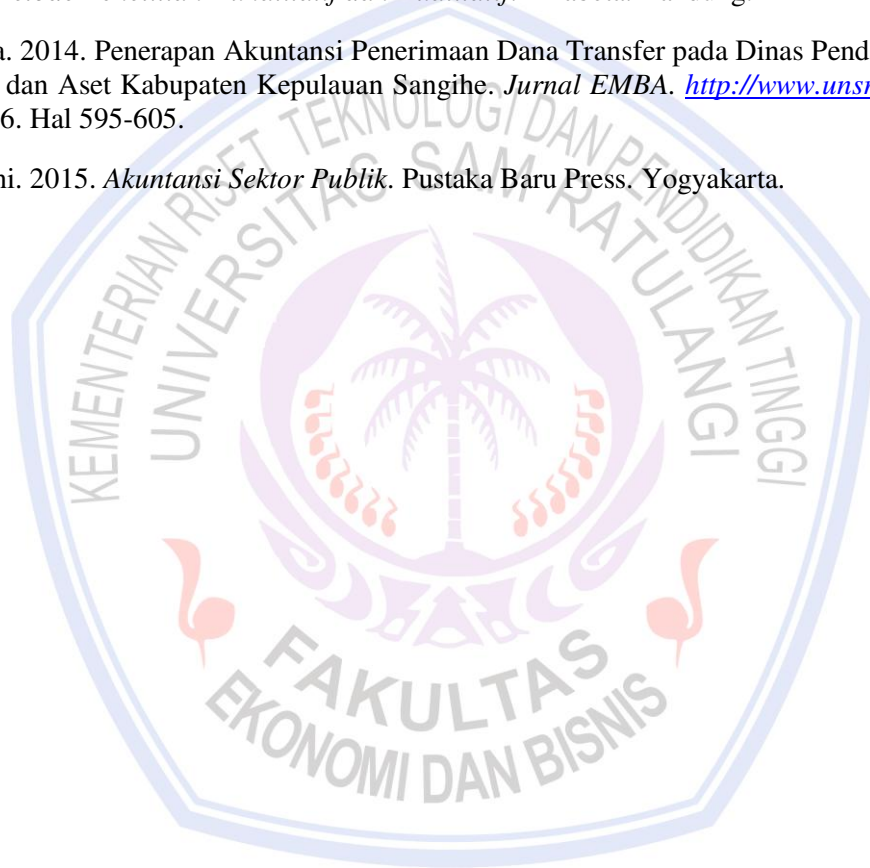 a. 2014. Penerapan Akuntansi Penerimaan Dana Transfer pada Dinas Pend
dan Aset Kabupaten Kepulauan Sangihe. Jurnal EMBA. http://www.unsr
6. Hal 595-605.
ni. 2015. Akuntansi Sektor Publik. Pustaka Baru Press. Yogyakarta.
KEMENTERIAN RISET TEKNOLOGI DAN PENDIDIKAN TINGGI
UNIVERSITAS SAM RATULANGI
FAKULTAS
EKONOMI DAN BISNIS